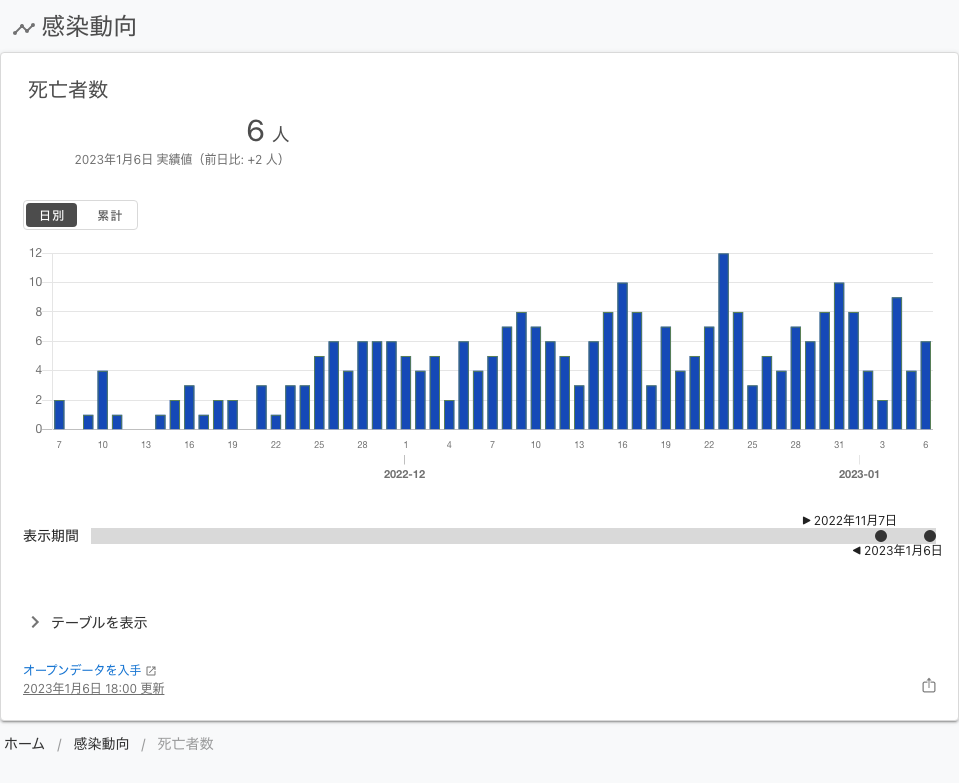 感染動向
死亡者数
6 人
2023年1月6日 実績値（前日比: +2 人）
日別 累計
12
10
8
6
4
2
0
7 10 13 16 19 22 25 28 1 4 7 10 13 16 19 22 25 28 31 3 6
2022-12 2023-01
2022年11月7日
表示期間
2023年1月6日
テーブルを表示
オープンデータを入手
2023年1月6日 18:00 更新
ホーム / 感染動向 / 死亡者数